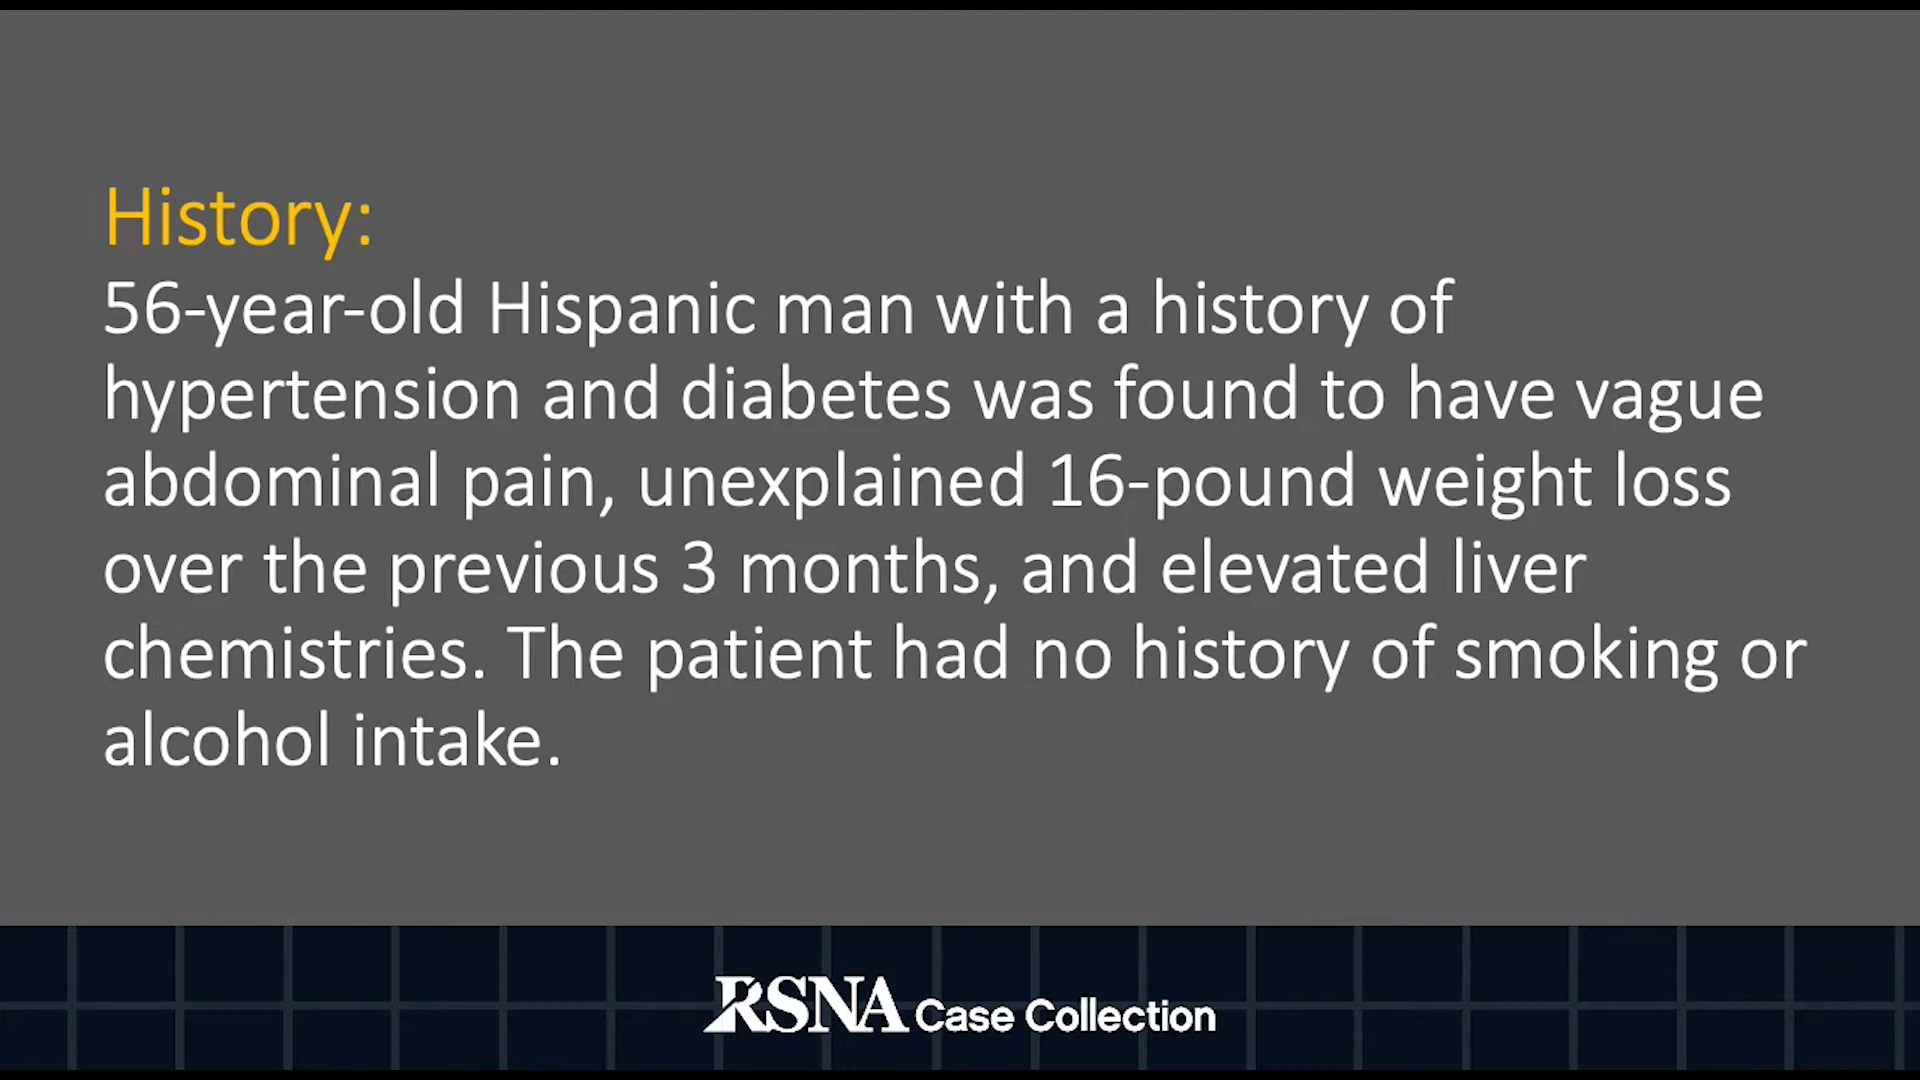 History:
56-year-old Hispanic man with a history of
hypertension and diabetes was found to have vague
abdominal pain, unexplained 16-pound weight loss
over the previous 3 months, and elevated liver
chemistries. The patient had no history of smoking or
alcohol intake.
RSNA Case Collection